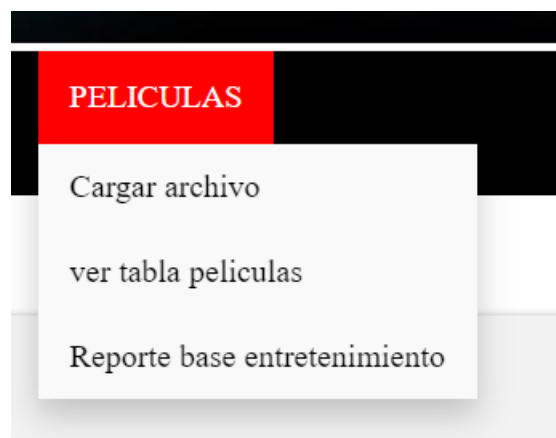 PELICULAS
Cargar archivo
ver tabla peliculas
Reporte base entretenimiento